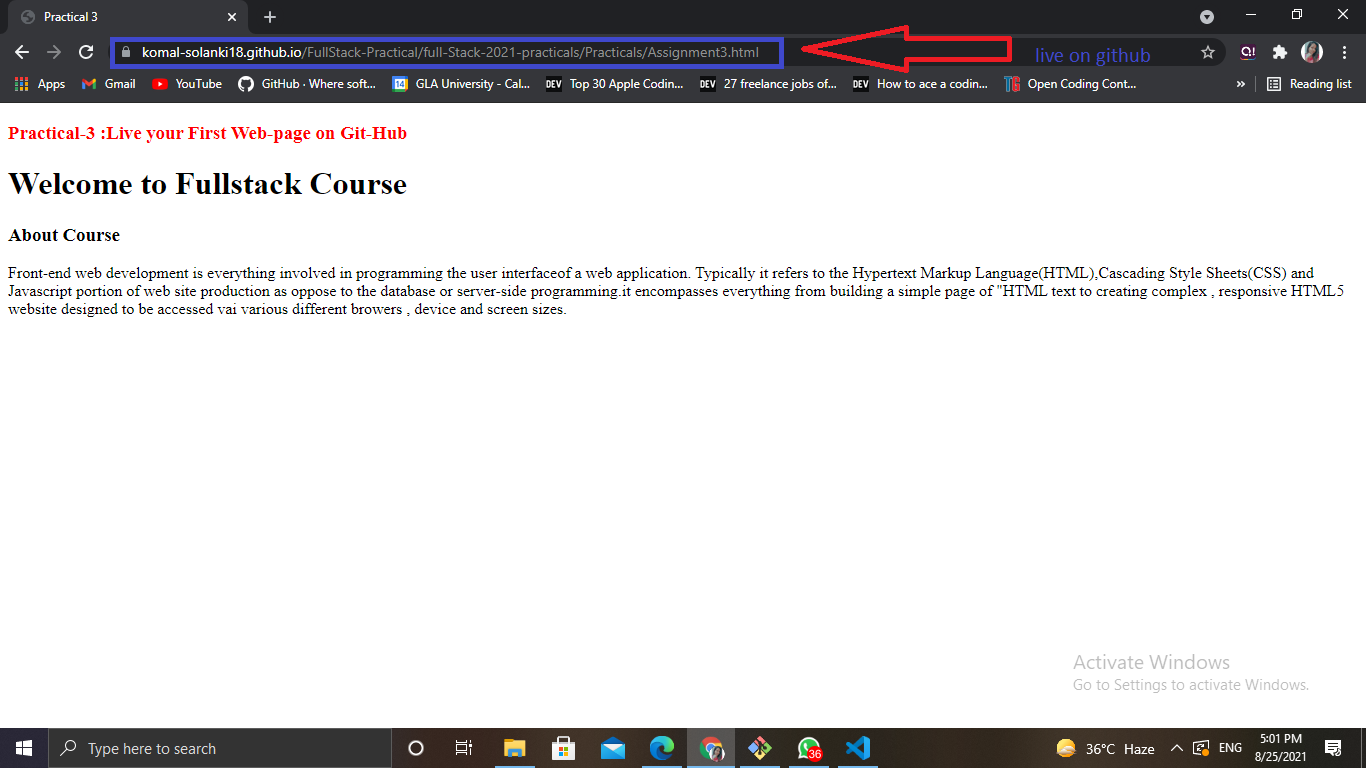 Practical 3
komal-solanki18.github.io/FullStack-Practical/full-Stack-2021-practicals/Practicals/Assignment3.html
live on github
Apps
Gmail
YouTube
GitHub · Where soft...
14
GLA University - Cal...
DEV
Top 30 Apple Codin...
DEV
27 freelance jobs of...
DEV
How to ace a codin...
TG
Open Coding Cont...
»
Reading list
Practical-3 :Live your First Web-page on Git-Hub
Welcome to Fullstack Course
About Course
Front-end web development is everything involved in programming the user interfaceof a web application. Typically it refers to the Hypertext Markup Language(HTML),Cascading Style Sheets(CSS) and
Javascript portion of web site production as oppose to the database or server-side programming.it encompasses everything from building a simple page of "HTML text to creating complex , responsive HTML5
website designed to be accessed vai various different browers , device and screen sizes.
Activate Windows
Go to Settings to activate Windows.
Type here to search
36
36°C Haze
ENG
5:01 PM
8/25/2021